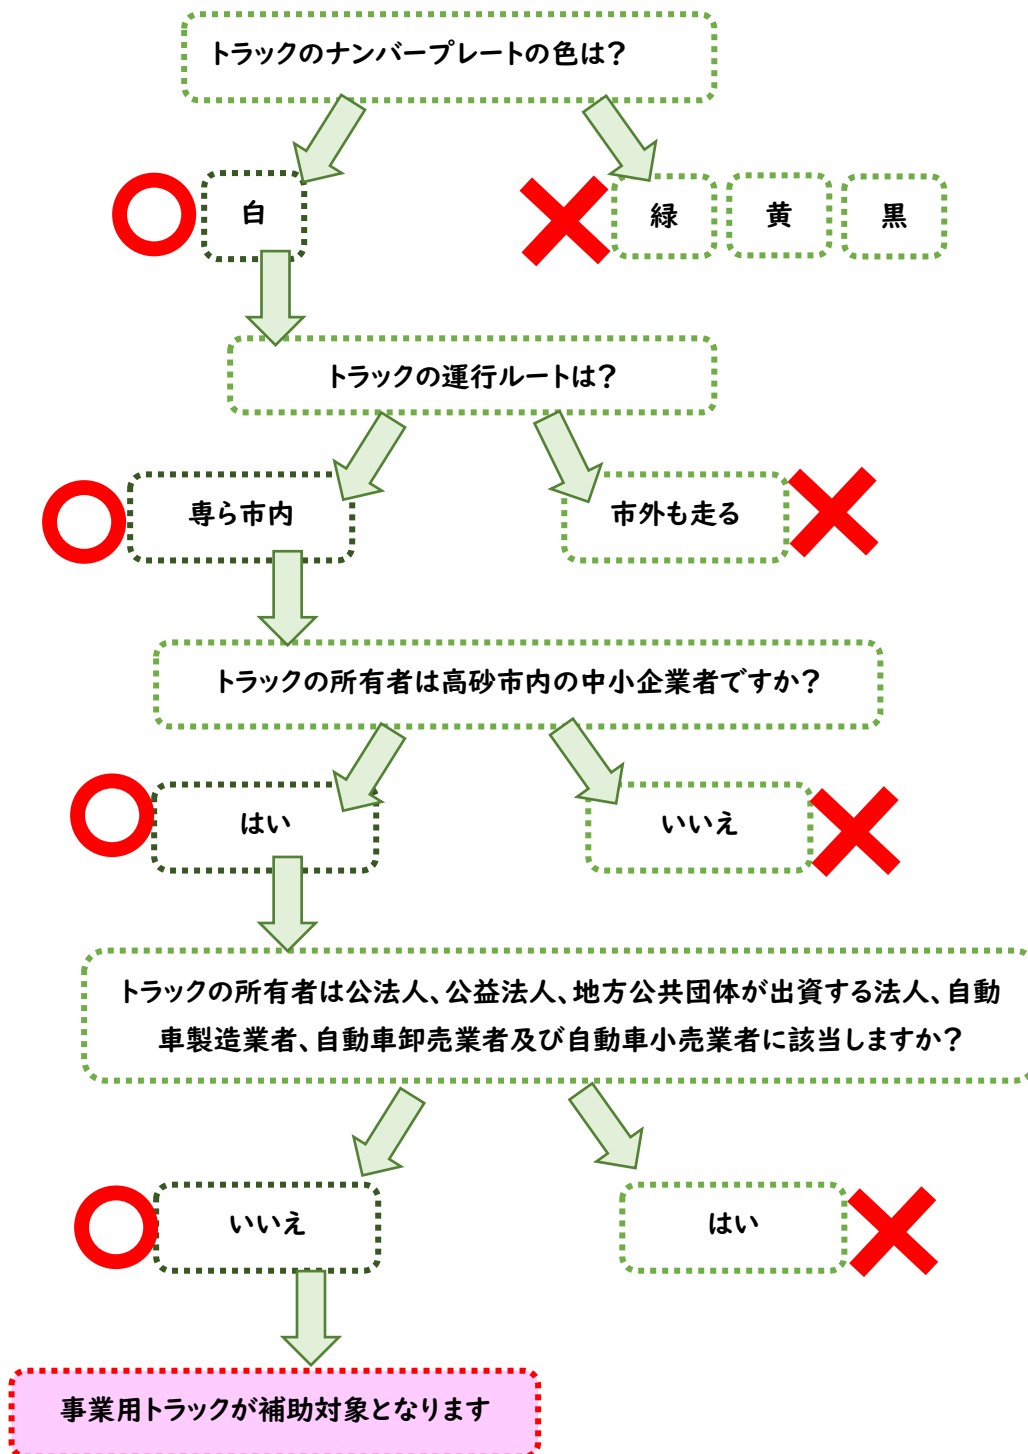 トラックのナンバープレートの色は？
白
緑
黄
黒
トラックの運行ルートは？
専ら市内
市外も走る
トラックの所有者は高砂市内の中小企業者ですか？
はい
いいえ
トラックの所有者は公法人、公益法人、地方公共団体が出資する法人、自動
車製造業者、自動車卸売業者及び自動車小売業者に該当しますか？
いいえ
はい
事業用トラックが補助対象となります